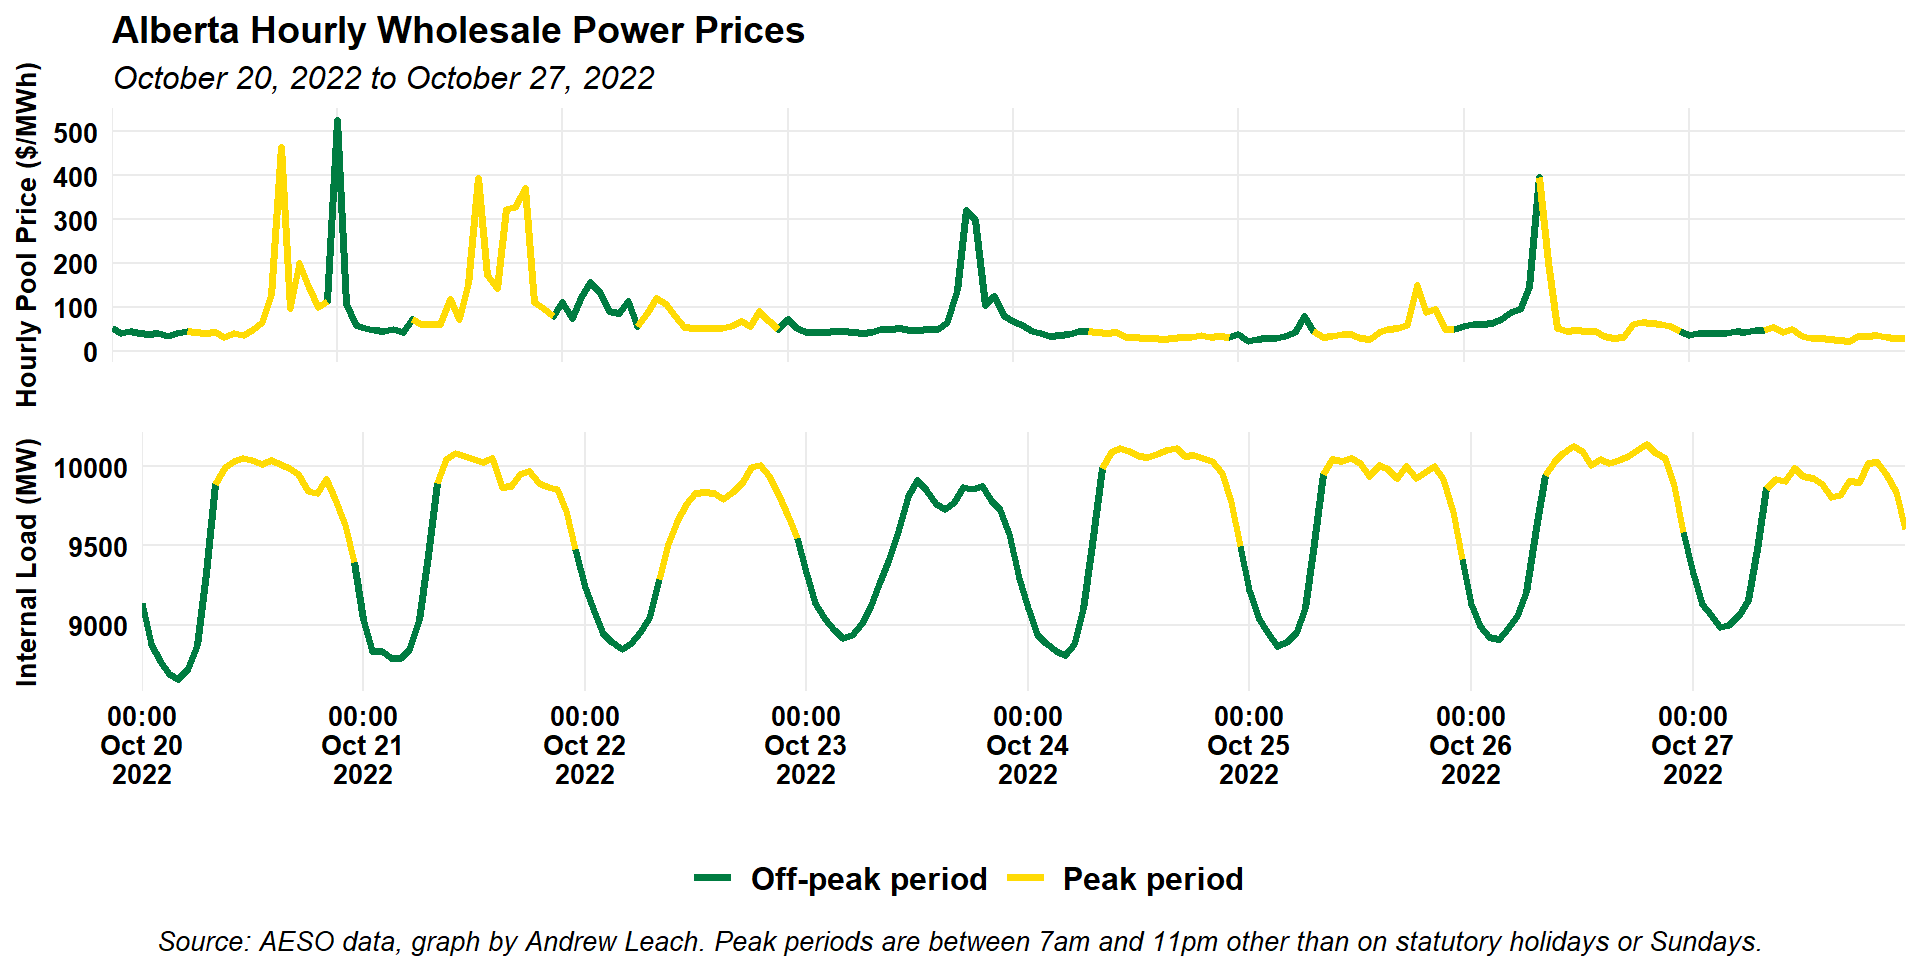 Alberta Hourly Wholesale Power Prices
October 20, 2022 to October 27, 2022
Hourly Pool Price ($/MWh)
500
400
300
200
100
0
Internal Load (MW)
10000
9500
9000
00:00 00:00 00:00 00:00 00:00 00:00 00:00 00:00
Oct 20 Oct 21 Oct 22 Oct 23 Oct 24 Oct 25 Oct 26 Oct 27
2022 2022 2022 2022 2022 2022 2022 2022
Off-peak period Peak period
Source: AESO data, graph by Andrew Leach. Peak periods are between 7am and 11pm other than on statutory holidays or Sundays.